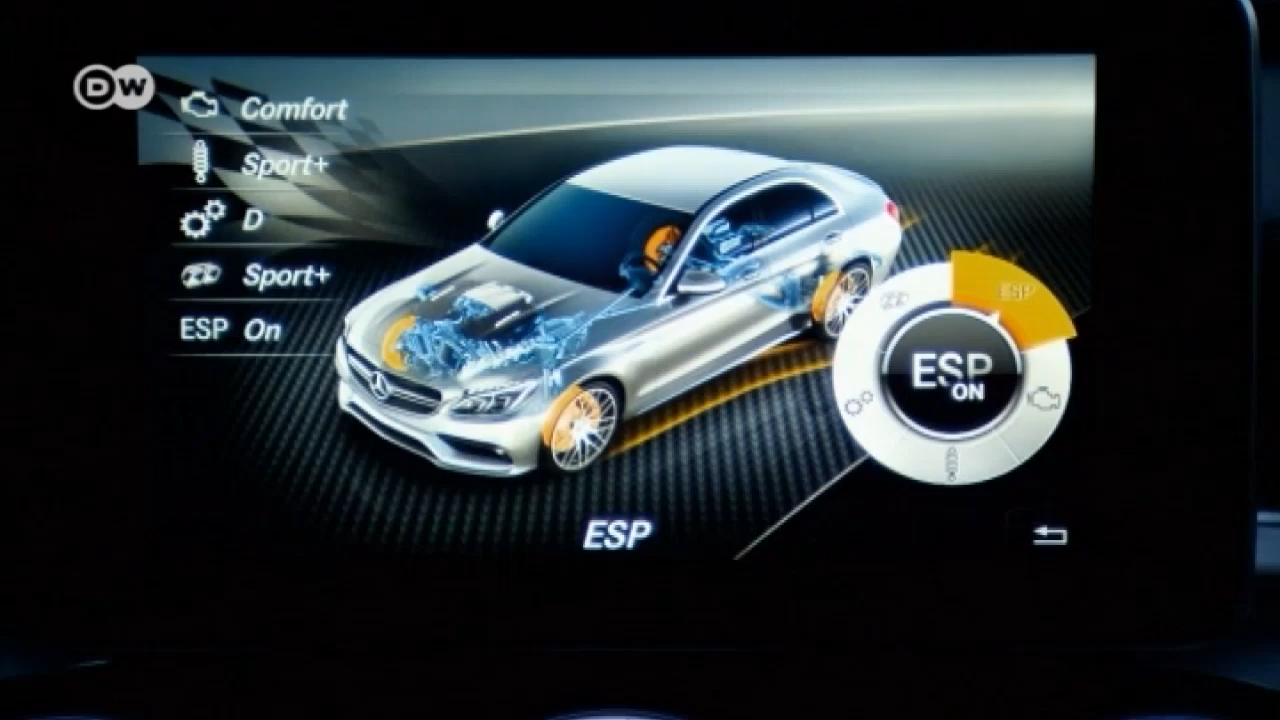 DW
Comfort
Sport+
D
Sport+
ESP On
ESP
ESP
ON
ESP